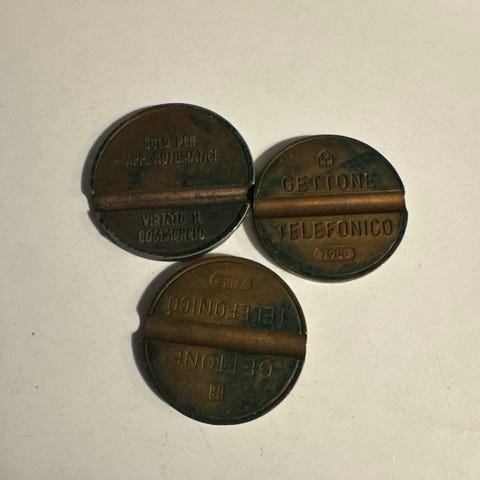 SOLO PER
APP. AUTOMATICI
VIETATO IL
COMMERCIO
GETTONE
TELEFONICO
GETTONE
TELEFONICO